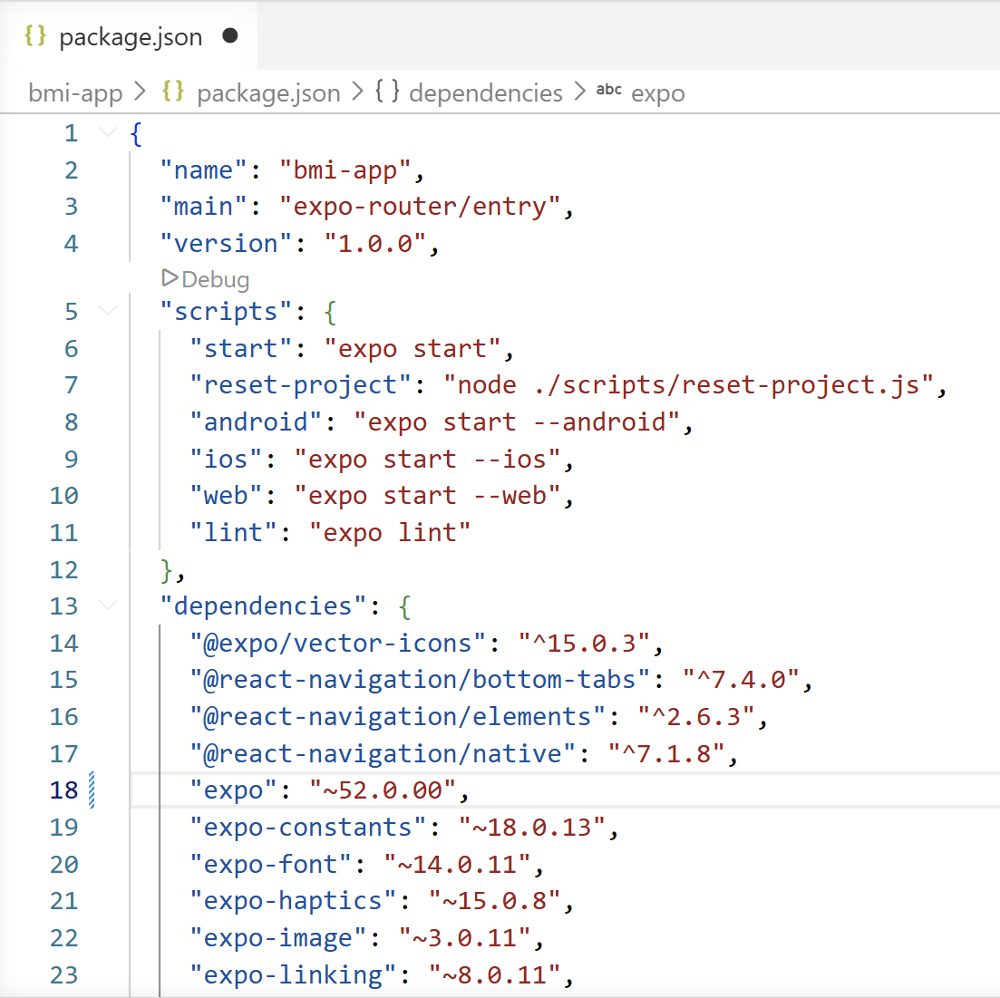 {} package.json ●
bmi-app > {} package.json > {} dependencies > abc expo
1 {
2 "name": "bmi-app",
3 "main": "expo-router/entry",
4 "version": "1.0.0",
Debug
5 "scripts": {
6 "start": "expo start",
7 "reset-project": "node ./scripts/reset-project.js",
8 "android": "expo start --android",
9 "ios": "expo start --ios",
10 "web": "expo start --web",
11 "lint": "expo lint"
12 },
13 "dependencies": {
14 "@expo/vector-icons": "^15.0.3",
15 "@react-navigation/bottom-tabs": "^7.4.0",
16 "@react-navigation/elements": "^2.6.3",
17 "@react-navigation/native": "^7.1.8",
18 "expo": "~52.0.00",
19 "expo-constants": "~18.0.13",
20 "expo-font": "~14.0.11",
21 "expo-haptics": "~15.0.8",
22 "expo-image": "~3.0.11",
23 "expo-linking": "~8.0.11",